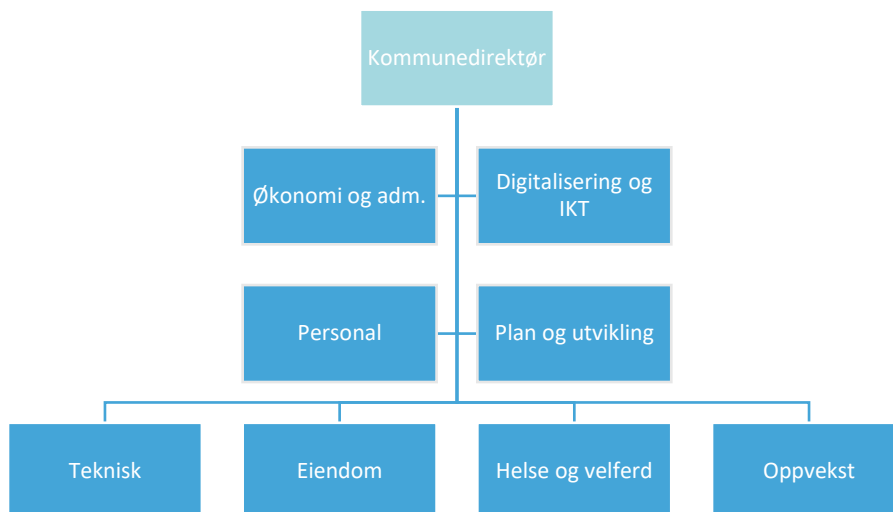 Kommunedirektør
Økonomi og adm.
Digitalisering og
IKT
Personal
Plan og utvikling
Teknisk
Eiendom
Helse og velferd
Oppvekst